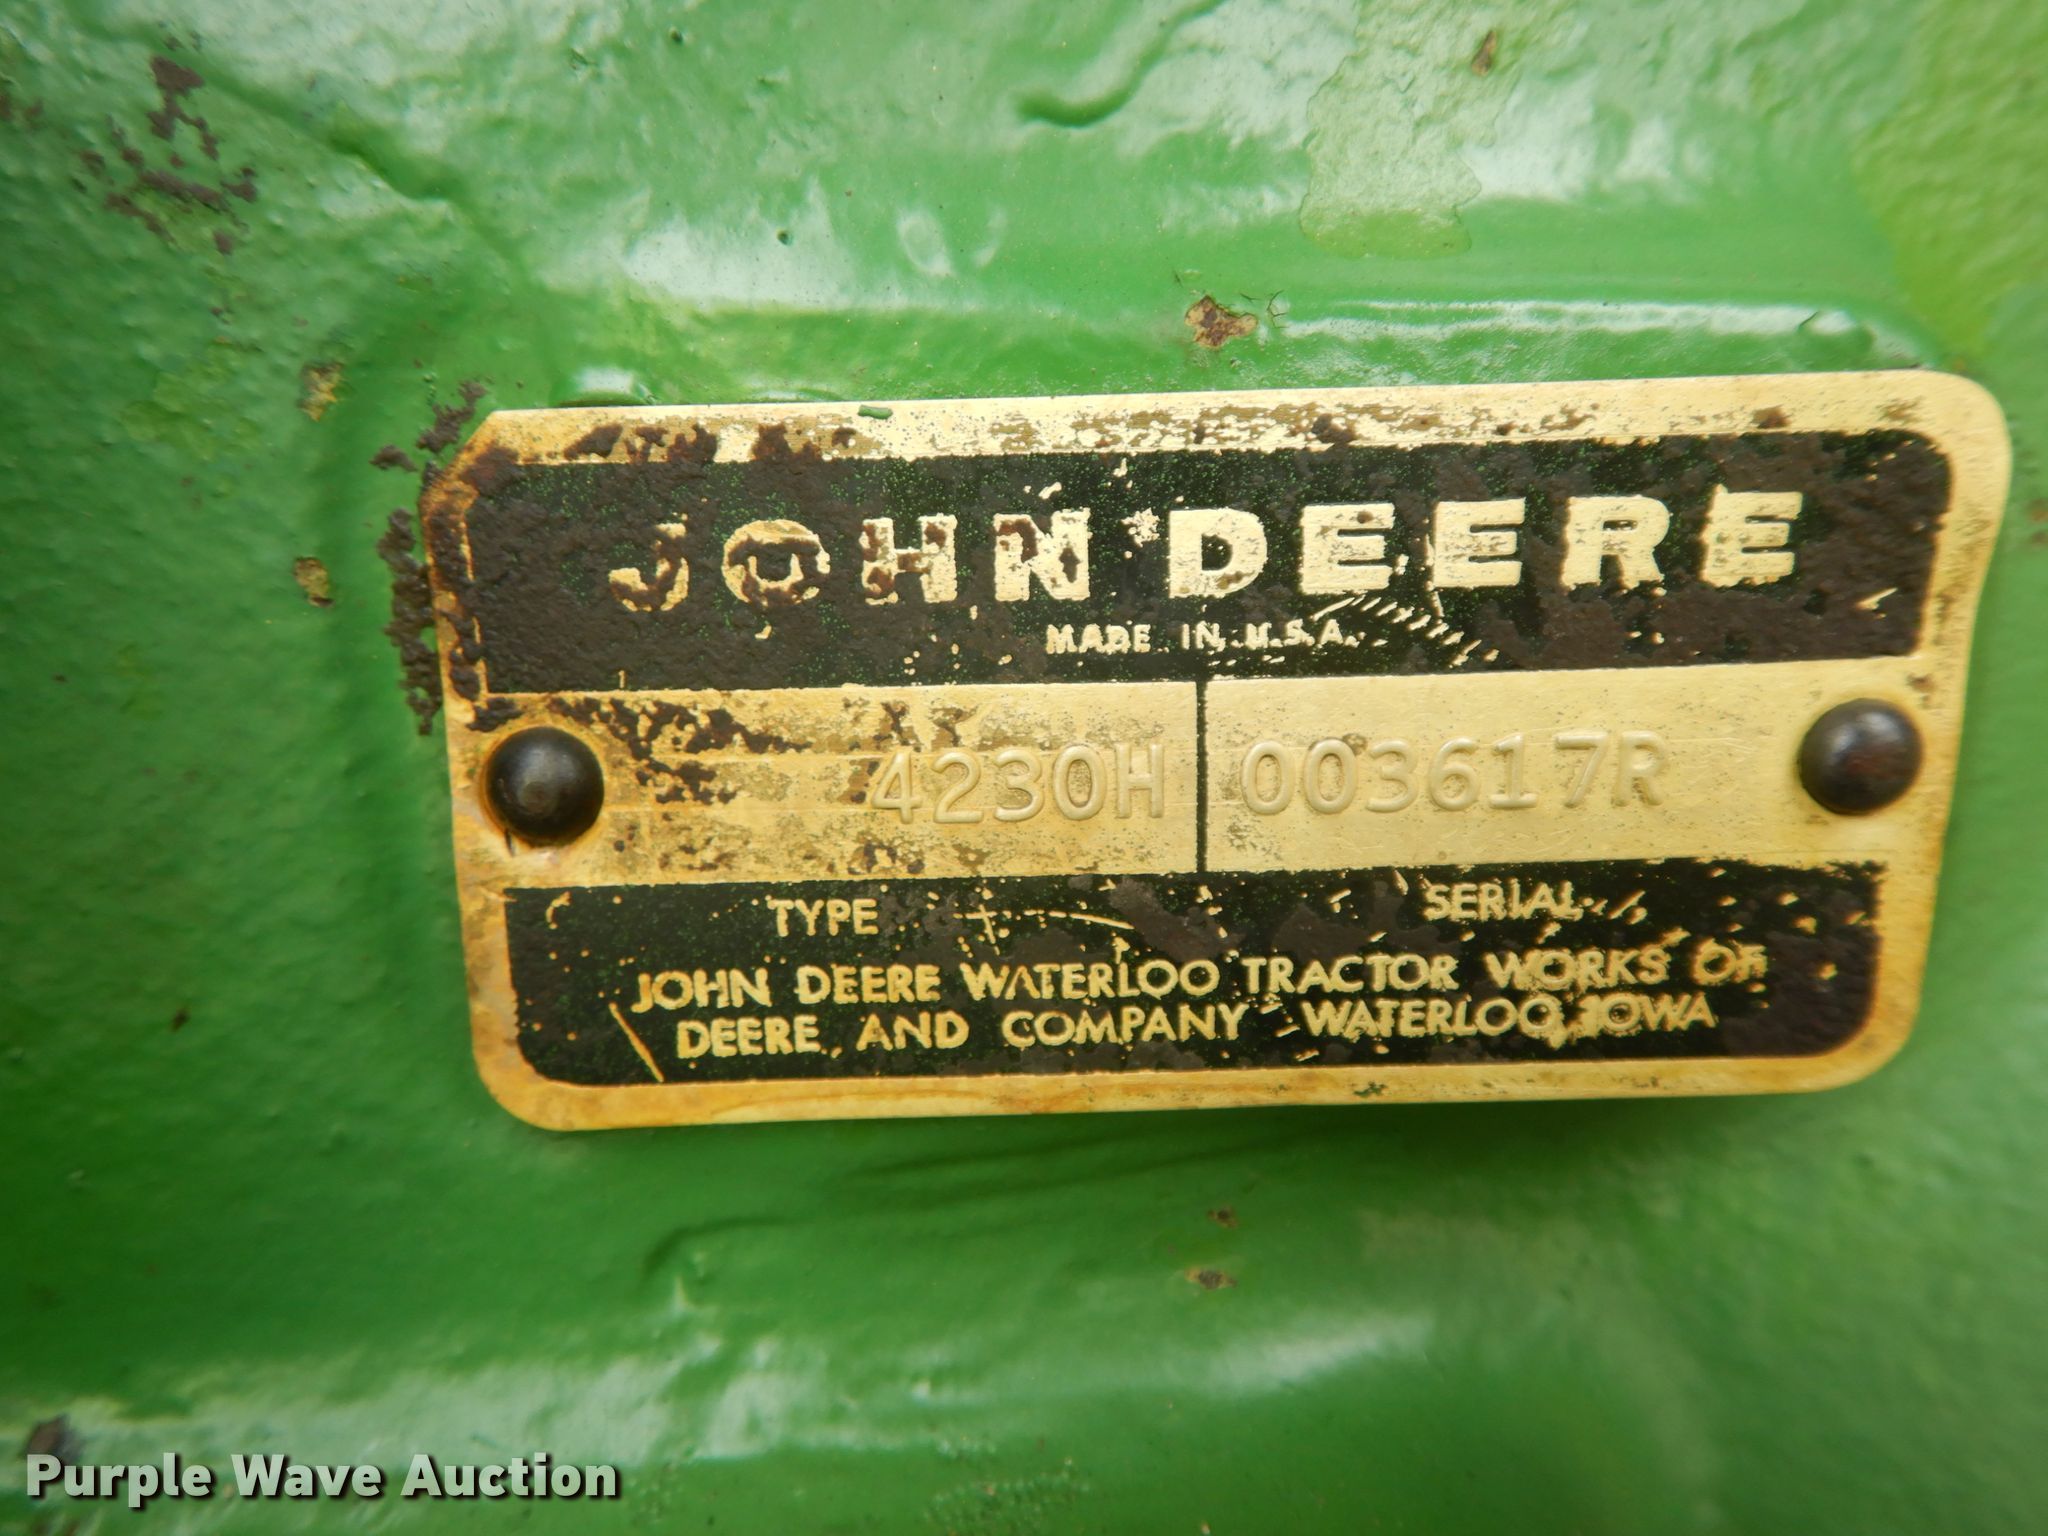 JOHN DEERE
MADE IN U.S.A.
4230H 003617R
TYPE SERIAL
JOHN DEERE WATERLOO TRACTOR WORKS OF
DEERE AND COMPANY WATERLOO, IOWA
Purple Wave Auction